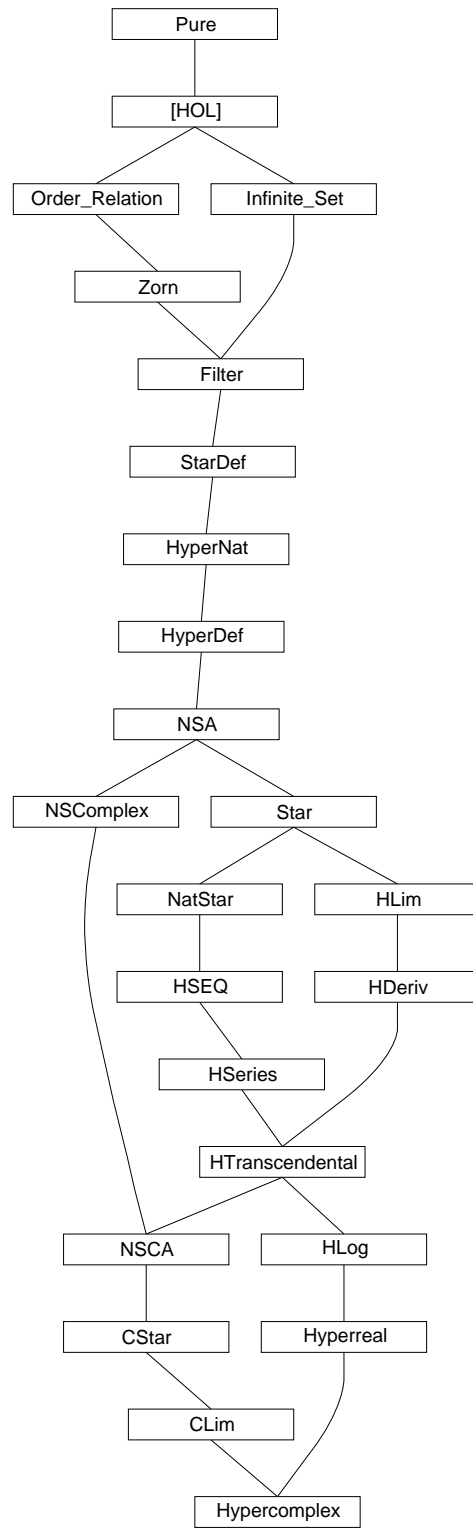 Pure
[HOL]
Order_Relation
Infinite_Set
Zorn
Filter
StarDef
HyperNat
HyperDef
NSA
NSComplex
Star
NatStar
HLim
HSEQ
HDeriv
HSeries
HTranscendental
NSCA
HLog
CStar
Hyperreal
CLim
Hypercomplex